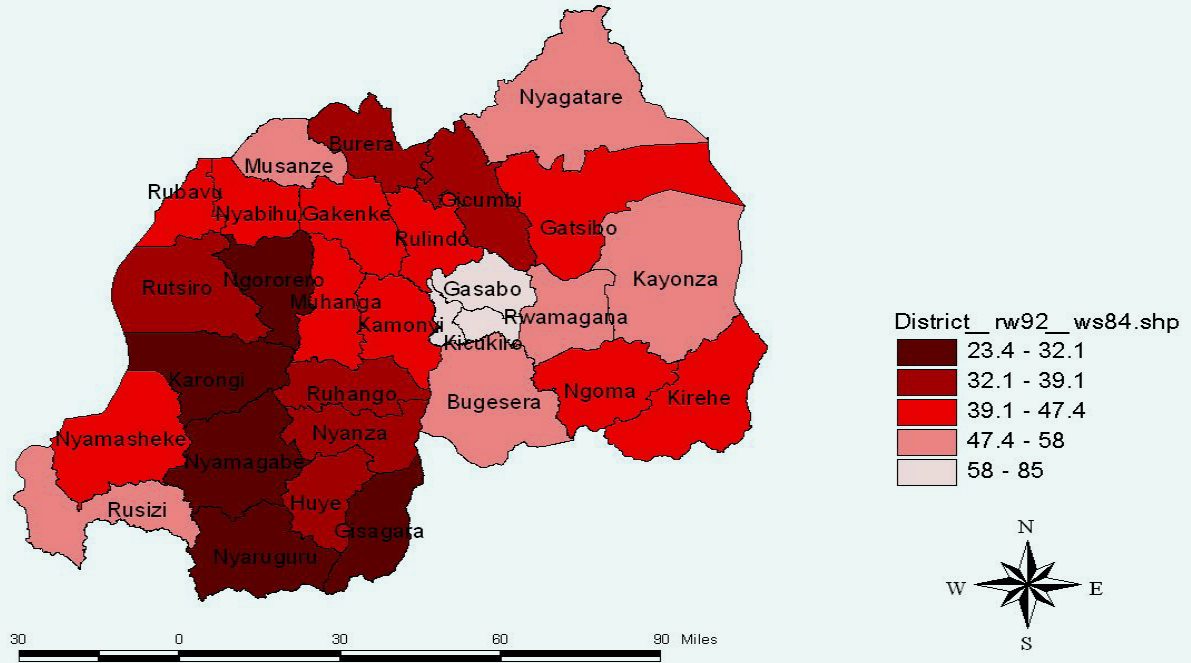 Nyagatare
Burera
Musanze
Rubavu
Nyabihu
Gakenke
Gicumbi
Rulindo
Gatsibo
Rutsiro
Ngororero
Muhanga
Gasabo
Kayonza
Kamonyi
Rwamagana
Kicukiro
Karongi
Ruhango
Bugesera
Ngoma
Kirehe
Nyamasheke
Nyanza
Nyamagabe
Rusizi
Huye
Gisagara
Nyaruguru
District__rw92__ws84.shp
23.4 - 32.1
32.1 - 39.1
39.1 - 47.4
47.4 - 58
58 - 85
N
W E
S
30 0 30 60 90 Miles